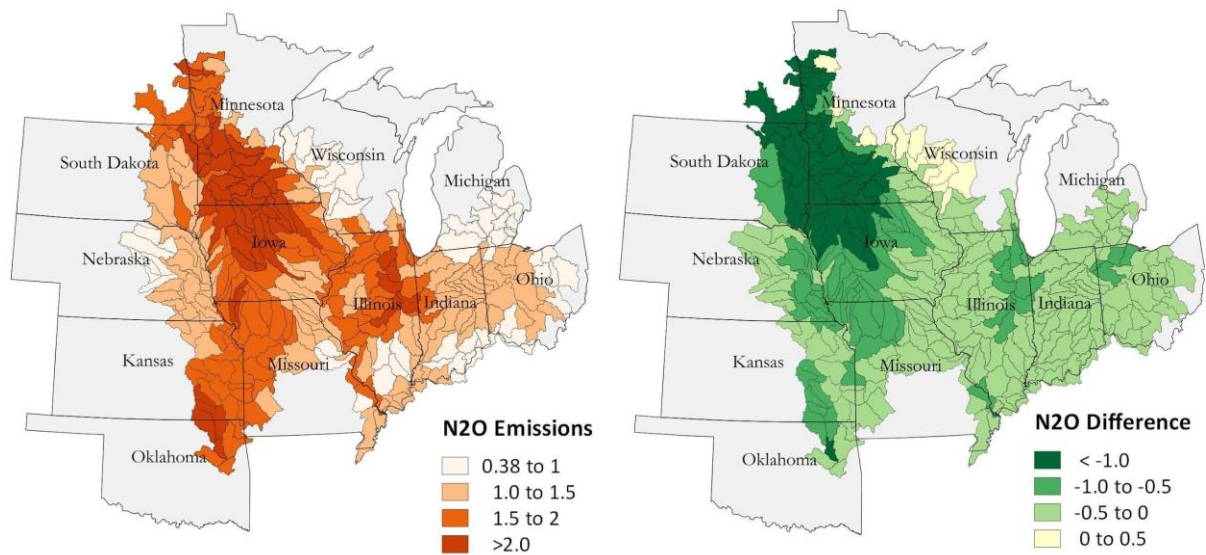 Minnesota
South Dakota
Wisconsin
Michigan
Iowa
Nebraska
Ohio
Illinois
Indiana
Kansas
Missouri
Oklahoma
N2O Emissions
0.38 to 1
1.0 to 1.5
1.5 to 2
>2.0
Minnesota
South Dakota
Wisconsin
Michigan
Iowa
Nebraska
Ohio
Illinois
Indiana
Kansas
Missouri
Oklahoma
N2O Difference
< -1.0
-1.0 to -0.5
-0.5 to 0
0 to 0.5